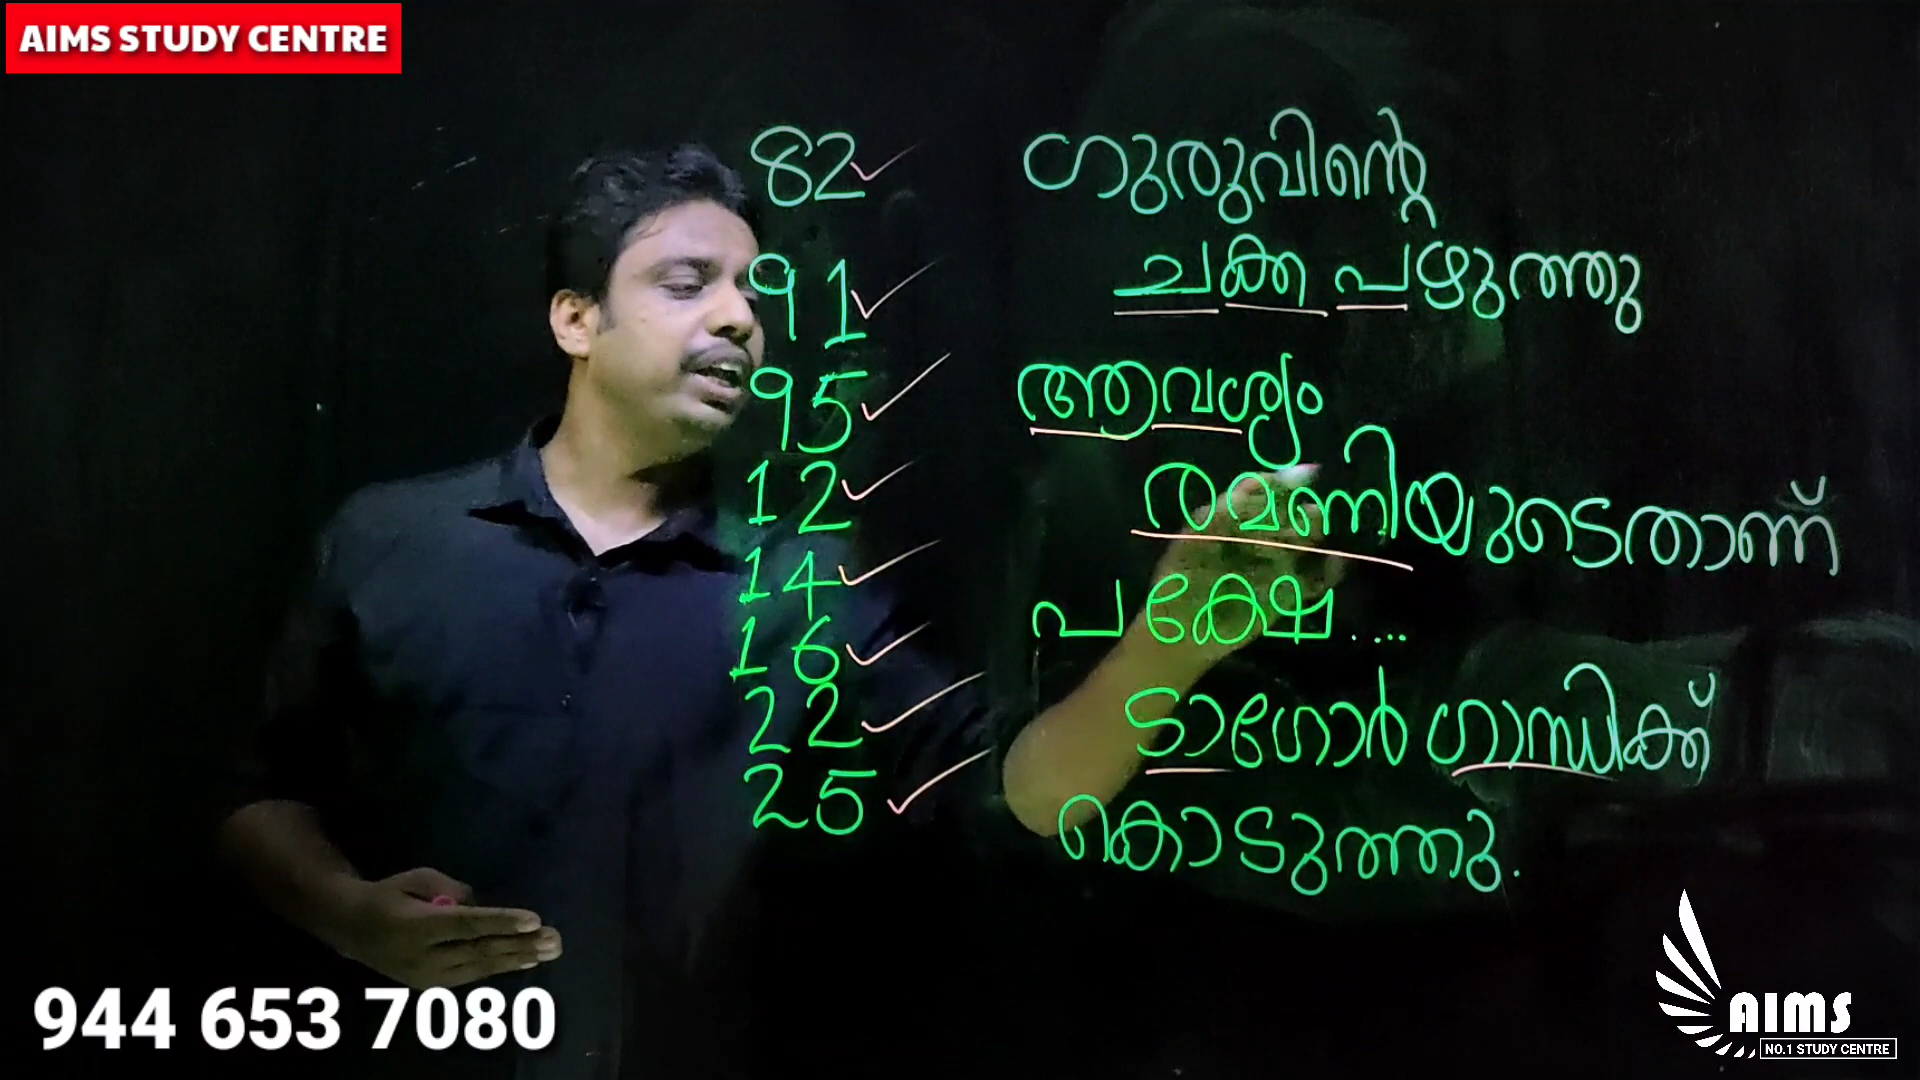 AIMS STUDY CENTRE
82 ഗുരുവിന്റെ
91 ചക്ക പഴുത്തു
95 ആവശ്യം
12 രമണിയുടെതാണ്
14 പക്ഷേ....
16
22 ടാഗോർ ഗാന്ധിക്ക്
25 കൊടുത്തു.
944 653 7080
AIMS
NO.1 STUDY CENTRE